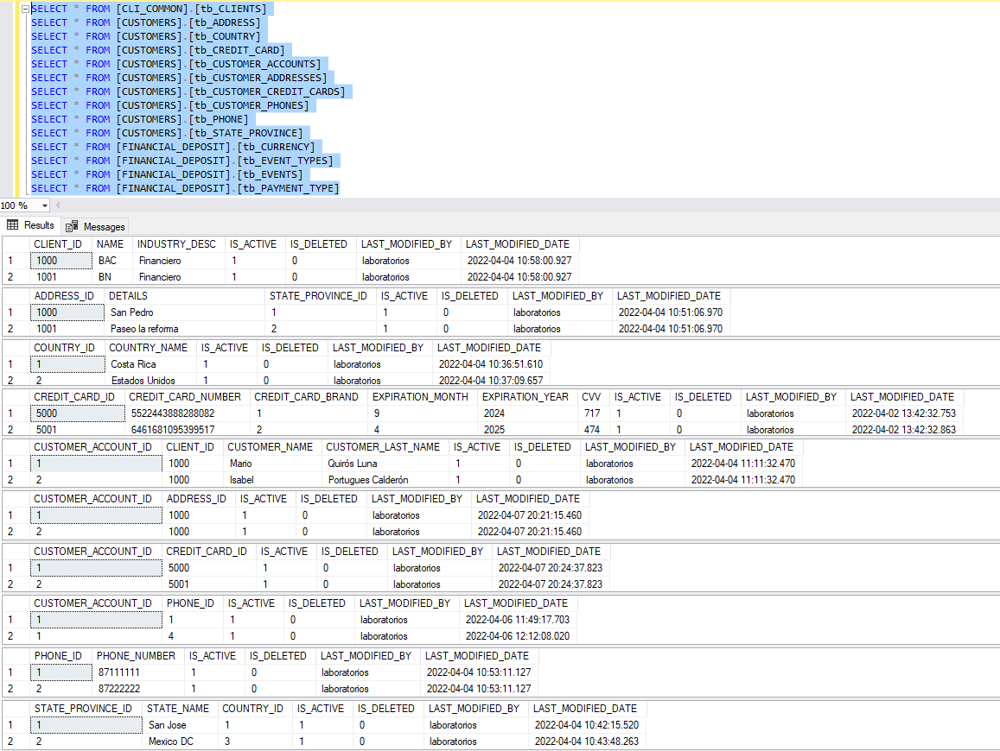 SELECT * FROM [CLI_COMMON].[tb_CLIENTS]
SELECT * FROM [CUSTOMERS].[tb_ADDRESS]
SELECT * FROM [CUSTOMERS].[tb_COUNTRY]
SELECT * FROM [CUSTOMERS].[tb_CREDIT_CARD]
SELECT * FROM [CUSTOMERS].[tb_CUSTOMER_ACCOUNTS]
SELECT * FROM [CUSTOMERS].[tb_CUSTOMER_ADDRESSES]
SELECT * FROM [CUSTOMERS].[tb_CUSTOMER_CREDIT_CARDS]
SELECT * FROM [CUSTOMERS].[tb_CUSTOMER_PHONES]
SELECT * FROM [CUSTOMERS].[tb_PHONE]
SELECT * FROM [CUSTOMERS].[tb_STATE_PROVINCE]
SELECT * FROM [FINANCIAL_DEPOSIT].[tb_CURRENCY]
SELECT * FROM [FINANCIAL_DEPOSIT].[tb_EVENT_TYPES]
SELECT * FROM [FINANCIAL_DEPOSIT].[tb_EVENTS]
SELECT * FROM [FINANCIAL_DEPOSIT].[tb_PAYMENT_TYPE]
100 %
Results Messages
CLIENT_ID NAME INDUSTRY_DESC IS_ACTIVE IS_DELETED LAST_MODIFIED_BY LAST_MODIFIED_DATE
1 1000 BAC Financiero 1 0 laboratorios 2022-04-04 10:58:00.927
2 1001 BN Financiero 1 0 laboratorios 2022-04-04 10:58:00.927
ADDRESS_ID DETAILS STATE_PROVINCE_ID IS_ACTIVE IS_DELETED LAST_MODIFIED_BY LAST_MODIFIED_DATE
1 1000 San Pedro 1 1 0 laboratorios 2022-04-04 10:51:06.970
2 1001 Paseo la reforma 2 1 0 laboratorios 2022-04-04 10:51:06.970
COUNTRY_ID COUNTRY_NAME IS_ACTIVE IS_DELETED LAST_MODIFIED_BY LAST_MODIFIED_DATE
1 1 Costa Rica 1 0 laboratorios 2022-04-04 10:36:51.610
2 2 Estados Unidos 1 0 laboratorios 2022-04-04 10:37:09.657
CREDIT_CARD_ID CREDIT_CARD_NUMBER CREDIT_CARD_BRAND EXPIRATION_MONTH EXPIRATION_YEAR CVV IS_ACTIVE IS_DELETED LAST_MODIFIED_BY LAST_MODIFIED_DATE
1 5000 5522443888288082 1 9 2024 717 1 0 laboratorios 2022-04-02 13:42:32.753
2 5001 6461681095399517 2 4 2025 474 1 0 laboratorios 2022-04-02 13:42:32.863
CUSTOMER_ACCOUNT_ID CLIENT_ID CUSTOMER_NAME CUSTOMER_LAST_NAME IS_ACTIVE IS_DELETED LAST_MODIFIED_BY LAST_MODIFIED_DATE
1 1 1000 Mario Quirós Luna 1 0 laboratorios 2022-04-04 11:11:32.470
2 2 1000 Isabel Portugues Calderón 1 0 laboratorios 2022-04-04 11:11:32.470
CUSTOMER_ACCOUNT_ID ADDRESS_ID IS_ACTIVE IS_DELETED LAST_MODIFIED_BY LAST_MODIFIED_DATE
1 1 1000 1 0 laboratorios 2022-04-07 20:21:15.460
2 2 1000 1 0 laboratorios 2022-04-07 20:21:15.460
CUSTOMER_ACCOUNT_ID CREDIT_CARD_ID IS_ACTIVE IS_DELETED LAST_MODIFIED_BY LAST_MODIFIED_DATE
1 1 5000 1 0 laboratorios 2022-04-07 20:24:37.823
2 2 5001 1 0 laboratorios 2022-04-07 20:24:37.823
CUSTOMER_ACCOUNT_ID PHONE_ID IS_ACTIVE IS_DELETED LAST_MODIFIED_BY LAST_MODIFIED_DATE
1 1 1 1 0 laboratorios 2022-04-06 11:49:17.703
2 1 4 1 0 laboratorios 2022-04-06 12:12:08.020
PHONE_ID PHONE_NUMBER IS_ACTIVE IS_DELETED LAST_MODIFIED_BY LAST_MODIFIED_DATE
1 1 87111111 1 0 laboratorios 2022-04-04 10:53:11.127
2 2 87222222 1 0 laboratorios 2022-04-04 10:53:11.127
STATE_PROVINCE_ID STATE_NAME COUNTRY_ID IS_ACTIVE IS_DELETED LAST_MODIFIED_BY LAST_MODIFIED_DATE
1 1 San Jose 1 1 0 laboratorios 2022-04-04 10:42:15.520
2 2 Mexico DC 3 1 0 laboratorios 2022-04-04 10:43:48.263